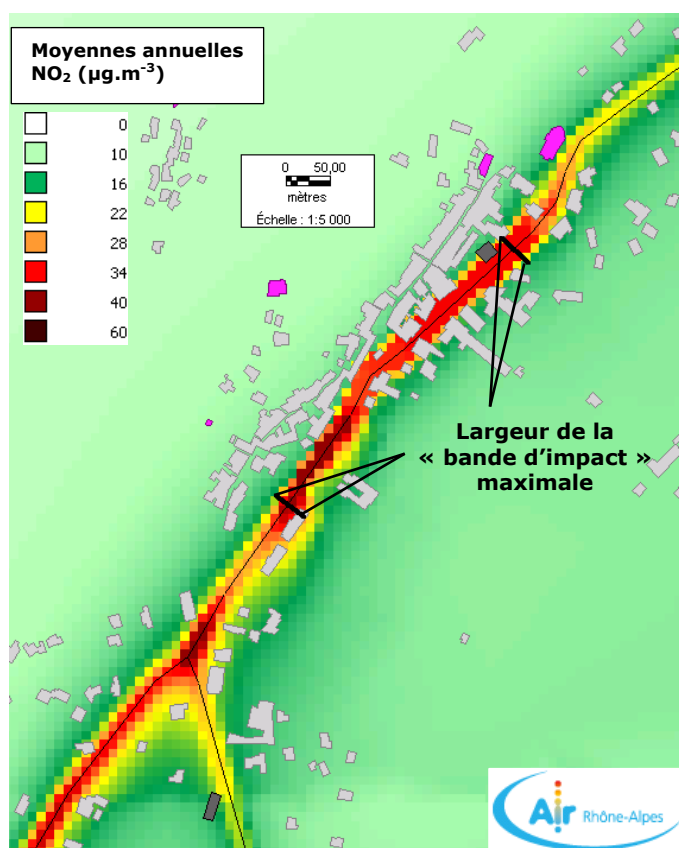 Moyennes annuelles
NO₂ (µg.m⁻³)
0
10
16
22
28
34
40
60
0 50,00
mètres
Échelle : 1:5 000
Largeur de la
« bande d’impact »
maximale
Air Rhône-Alpes